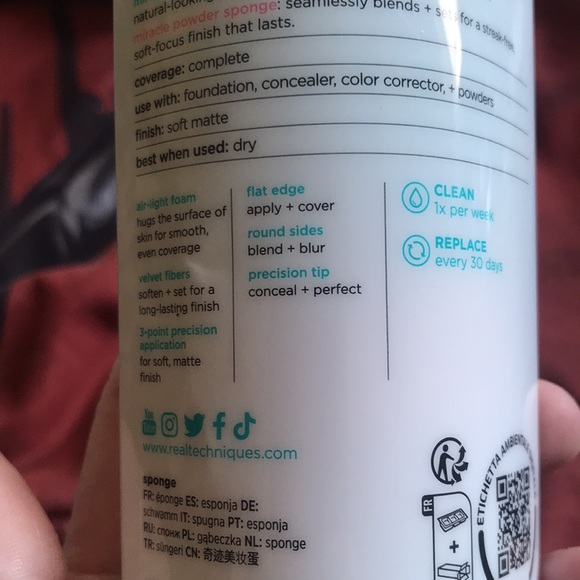 natural-looking
miracle powder sponge: seamlessly blends + sets for a streak-free,
soft-focus finish that lasts.
coverage: complete
use with: foundation, concealer, color corrector, + powders
finish: soft matte
best when used: dry
air-light foam
hugs the surface of
skin for smooth,
even coverage
velvet fibers
soften + set for a
long-lasting finish
3-point precision
application
for soft, matte
finish
flat edge
apply + cover
round sides
blend + blur
precision tip
conceal + perfect
CLEAN
1x per week
REPLACE
every 30 days
You
Tube
www.realtechniques.com
sponge
FR: éponge ES: esponja DE:
schwamm IT: spugna PT: esponja
RU: спонж PL: gąbeczka NL: sponge
TR: süngeri CN: 奇迹美妆蛋
FR
+
ETICHETTA